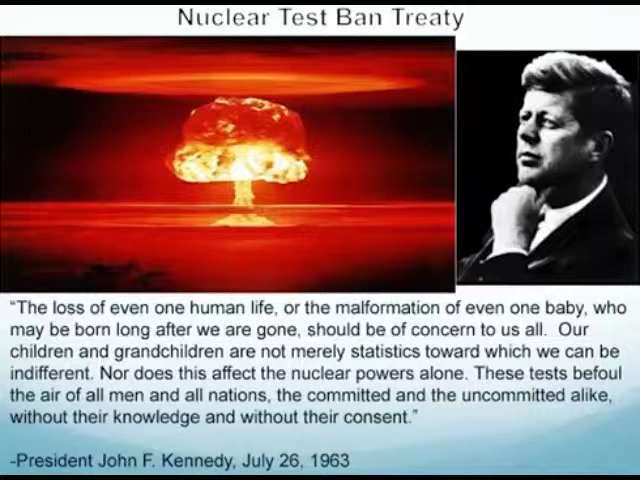 Nuclear Test Ban Treaty
“The loss of even one human life, or the malformation of even one baby, who
may be born long after we are gone, should be of concern to us all.  Our
children and grandchildren are not merely statistics toward which we can be
indifferent. Nor does this affect the nuclear powers alone. These tests befoul
the air of all men and all nations, the committed and the uncommitted alike,
without their knowledge and without their consent.”
-President John F. Kennedy, July 26, 1963